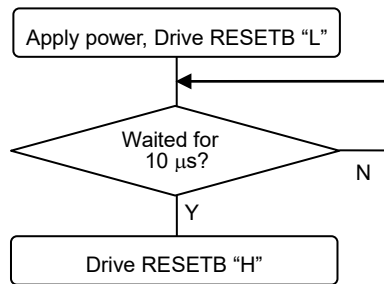 Apply power, Drive RESETB “L”
Waited for
10 μs?
N
Y
Drive RESETB “H”